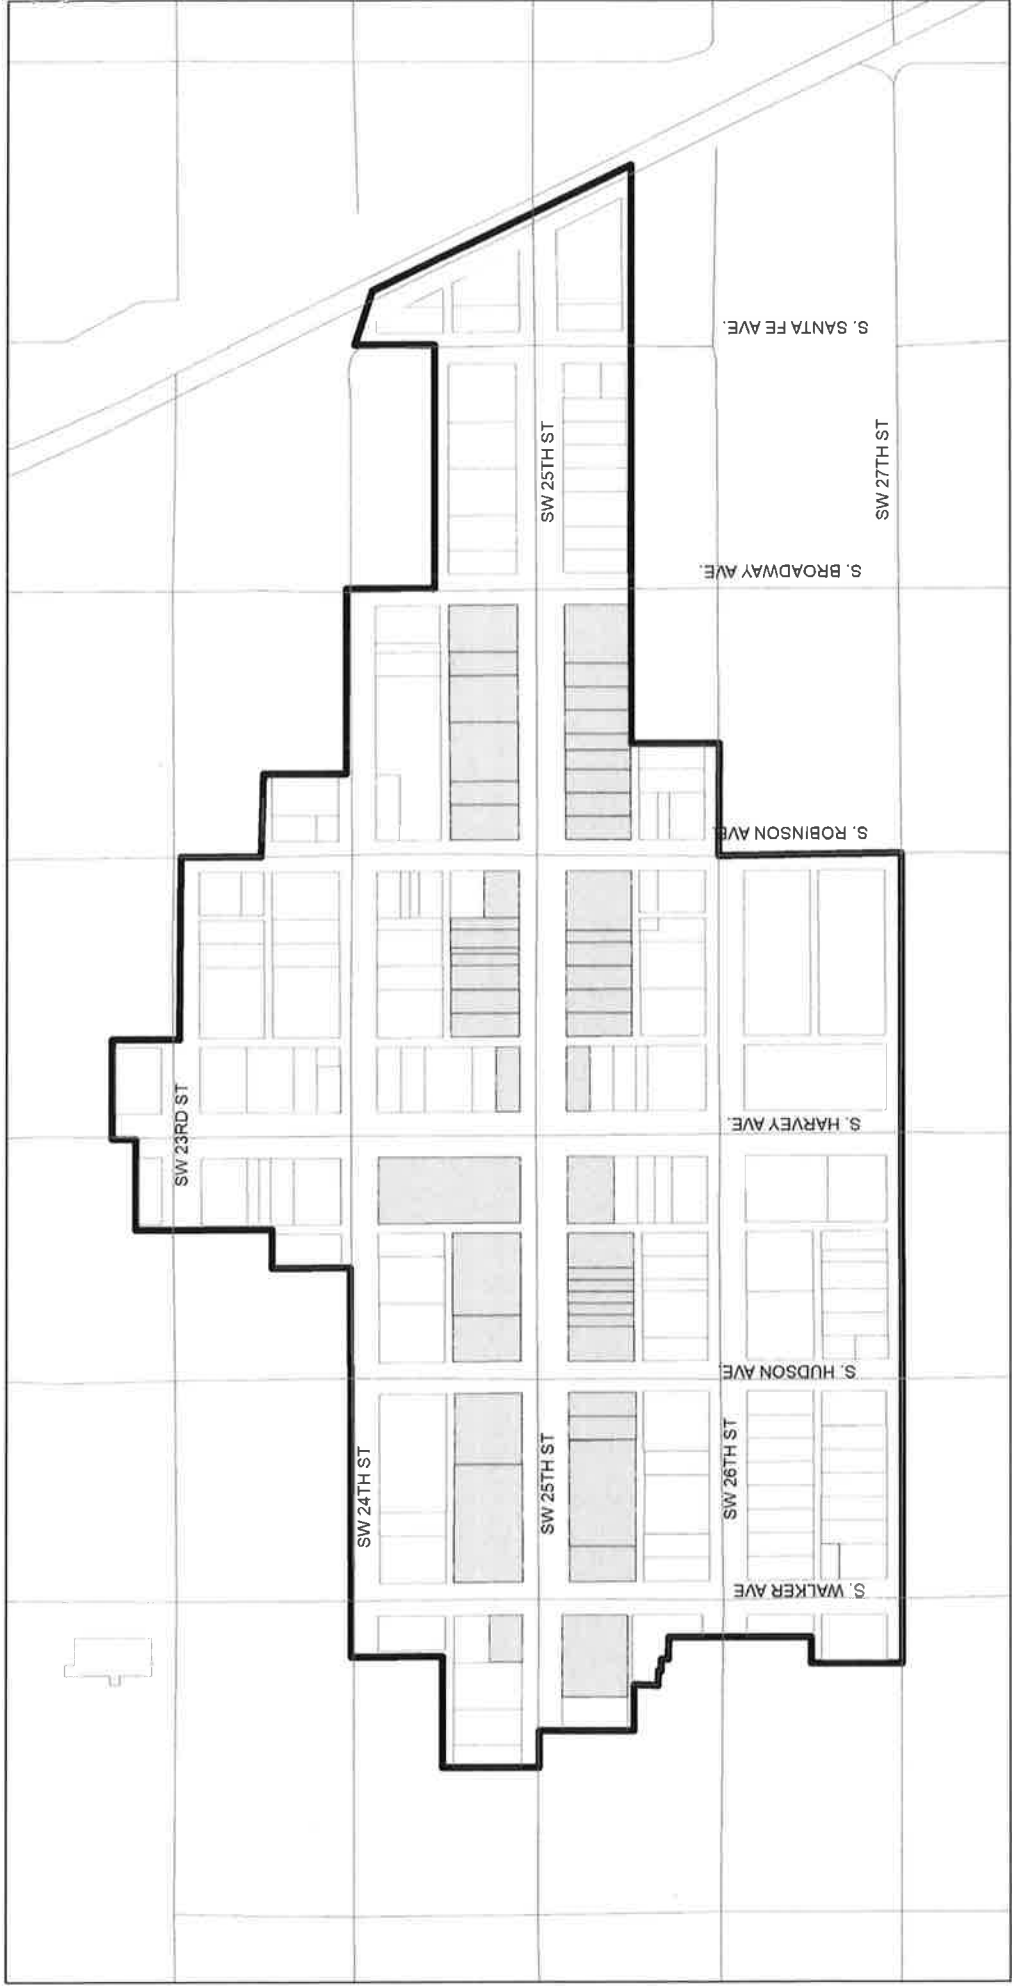 S. SANTA FE AVE.
SW 25TH ST
SW 27TH ST
S. BROADWAY AVE.
S. ROBINSON AVE.
SW 23RD ST
S. HARVEY AVE.
S. HUDSON AVE.
SW 24TH ST
SW 25TH ST
SW 26TH ST
S. WALKER AVE